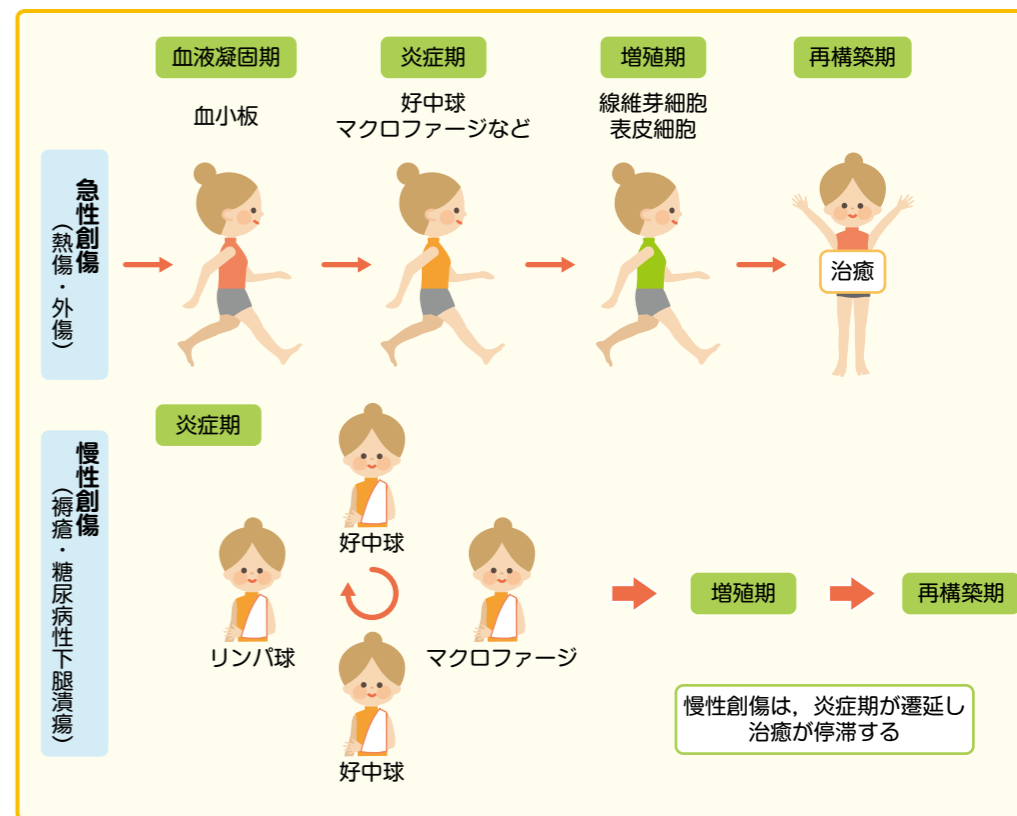 血液凝固期
炎症期
増殖期
再構築期
血小板
好中球
マクロファージなど
線維芽細胞
表皮細胞
急性創傷
（熱傷・外傷）
治癒
慢性創傷
（褥瘡・糖尿病性下腿潰瘍）
炎症期
好中球
リンパ球
マクロファージ
好中球
増殖期
再構築期
慢性創傷は，炎症期が遷延し
治癒が停滞する